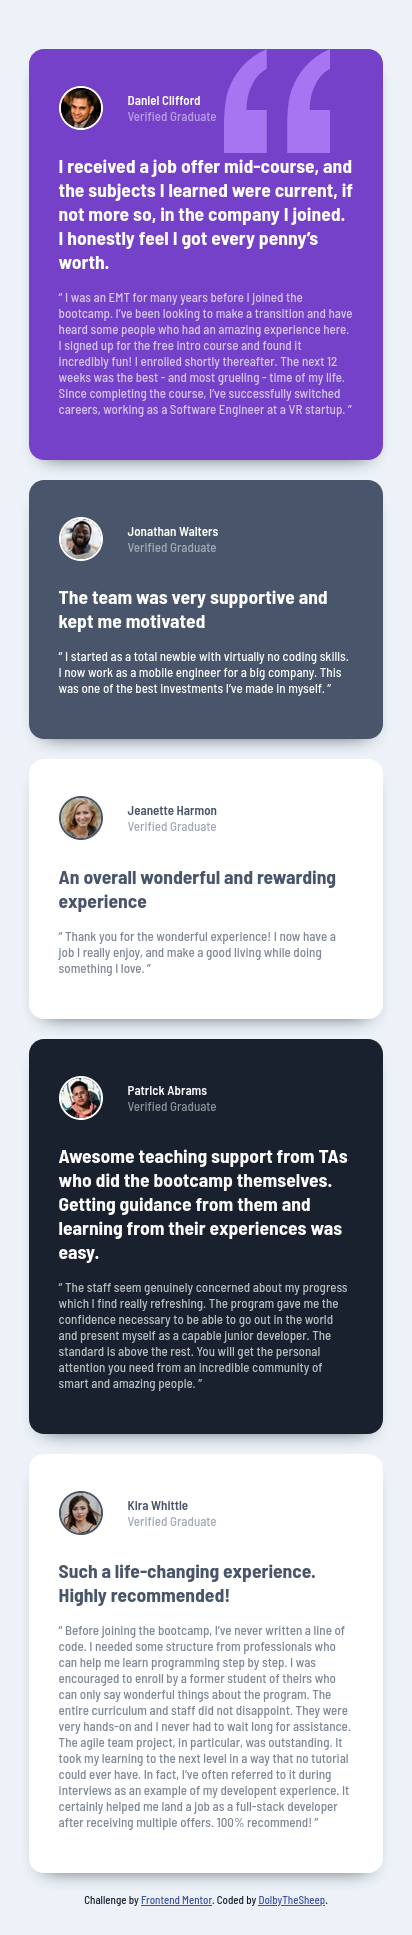 Daniel Clifford
Verified Graduate
I received a job offer mid-course, and
the subjects I learned were current, if
not more so, in the company I joined.
I honestly feel I got every penny’s
worth.
“ I was an EMT for many years before I joined the
bootcamp. I’ve been looking to make a transition and have
heard some people who had an amazing experience here.
I signed up for the free intro course and found it
incredibly fun! I enrolled shortly thereafter. The next 12
weeks was the best - and most grueling - time of my life.
Since completing the course, I’ve successfully switched
careers, working as a Software Engineer at a VR startup. ”
Jonathan Walters
Verified Graduate
The team was very supportive and
kept me motivated
“ I started as a total newbie with virtually no coding skills.
I now work as a mobile engineer for a big company. This
was one of the best investments I’ve made in myself. ”
Jeanette Harmon
Verified Graduate
An overall wonderful and rewarding
experience
“ Thank you for the wonderful experience! I now have a
job I really enjoy, and make a good living while doing
something I love. ”
Patrick Abrams
Verified Graduate
Awesome teaching support from TAs
who did the bootcamp themselves.
Getting guidance from them and
learning from their experiences was
easy.
“ The staff seem genuinely concerned about my progress
which I find really refreshing. The program gave me the
confidence necessary to be able to go out in the world
and present myself as a capable junior developer. The
standard is above the rest. You will get the personal
attention you need from an incredible community of
smart and amazing people. ”
Kira Whittle
Verified Graduate
Such a life-changing experience.
Highly recommended!
“ Before joining the bootcamp, I’ve never written a line of
code. I needed some structure from professionals who
can help me learn programming step by step. I was
encouraged to enroll by a former student of theirs who
can only say wonderful things about the program. The
entire curriculum and staff did not disappoint. They were
very hands-on and I never had to wait long for assistance.
The agile team project, in particular, was outstanding. It
took my learning to the next level in a way that no tutorial
could ever have. In fact, I’ve often referred to it during
interviews as an example of my developent experience. It
certainly helped me land a job as a full-stack developer
after receiving multiple offers. 100% recommend! ”
Challenge by Frontend Mentor. Coded by DolbyTheSheep.